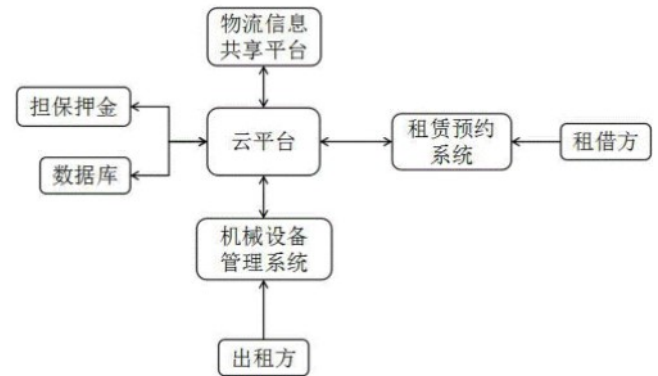 物流信息
共享平台
担保押金
云平台
租赁预约
系统
租借方
数据库
机械设备
管理系统
出租方